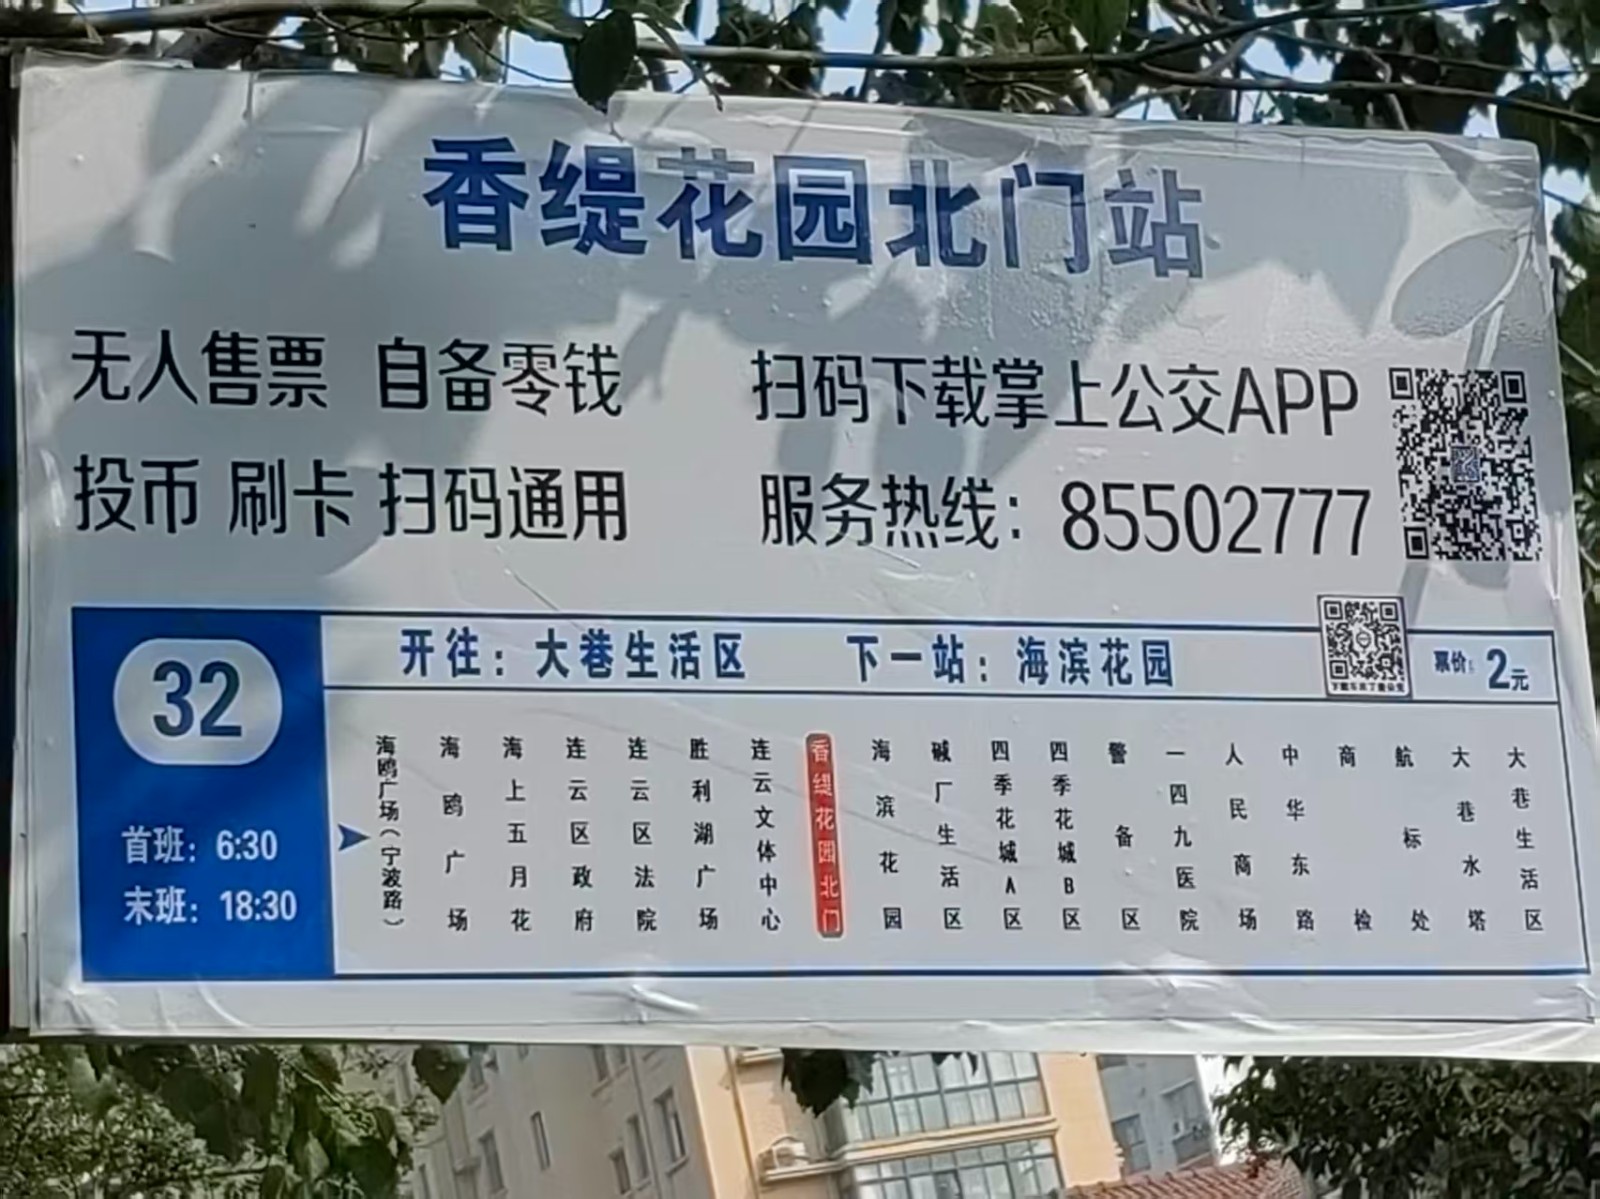 香缇花园北门站
无人售票 自备零钱
扫码下载掌上公交APP
投币 刷卡 扫码通用
服务热线：85502777
32
首班：6:30
末班：18:30
开往：大巷生活区
下一站：海滨花园
票价：2元
海鸥广场（宁波路）
海鸥广场
海上五月花
连云区政府
连云区法院
胜利湖广场
连云文体中心
香缇花园北门
海滨花园
碱厂生活区
四季花城A区
四季花城B区
警备区
一四九医院
人民商场
中华东路
商检
航标处
大巷水塔
大巷生活区